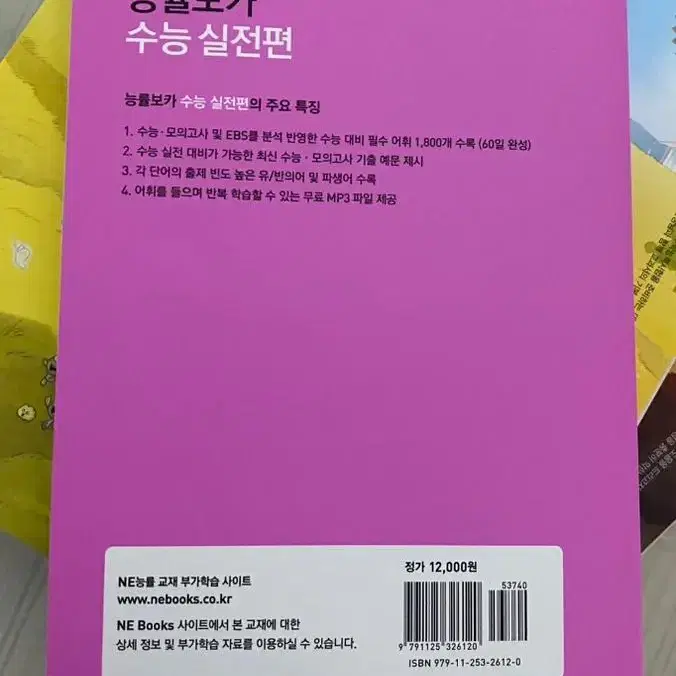 능률보카
수능 실전편
능률보카 수능 실전편의 주요 특징
1. 수능·모의고사 및 EBS를 분석 반영한 수능 대비 필수 어휘 1,800개 수록 (60일 완성)
2. 수능 실전 대비가 가능한 최신 수능·모의고사 기출 예문 제시
3. 각 단어의 출제 빈도 높은 유/반의어 및 파생어 수록
4. 어휘를 들으며 반복 학습할 수 있는 무료 MP3 파일 제공
NE능률 교재 부가학습 사이트
www.nebooks.co.kr
NE Books 사이트에서 본 교재에 대한
상세 정보 및 부가학습 자료를 이용하실 수 있습니다.
정가 12,000원
53740
9 791125 326120
ISBN 979-11-253-2612-0